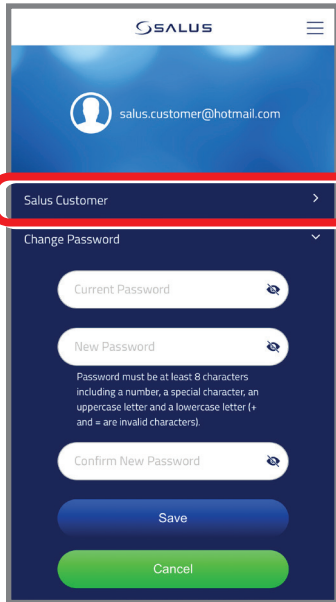 SALUS
salus.customer@hotmail.com
Salus Customer
Change Password
Current Password
New Password
Password must be at least 8 characters
including a number, a special character, an
uppercase letter and a lowercase letter (+
and = are invalid characters).
Confirm New Password
Save
Cancel